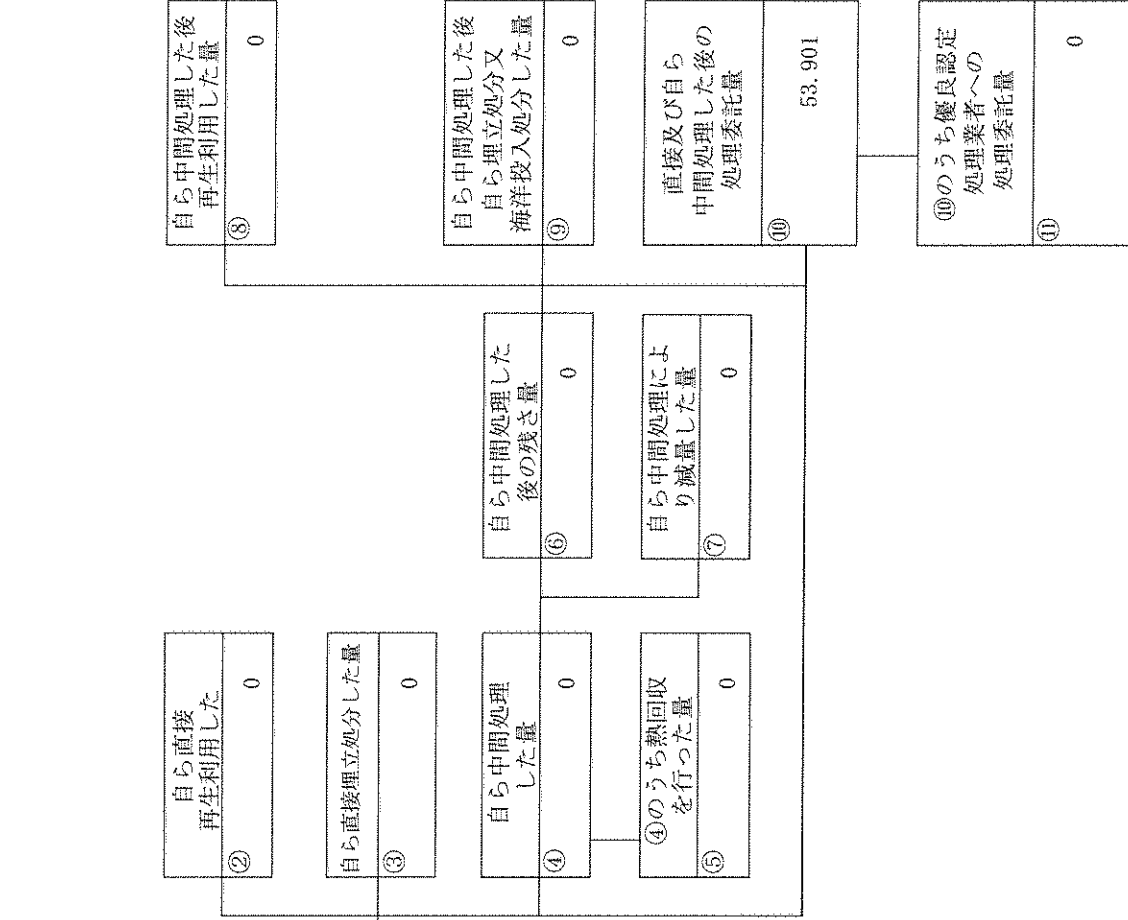 自ら直接
再生利用した
②
0
自ら直接埋立処分した量
③
0
自ら中間処理
した量
④
0
④のうち熱回収
を行った量
⑤
0
自ら中間処理した
後の残さ量
⑥
0
自ら中間処理によ
り減量した量
⑦
0
自ら中間処理した後
再生利用した量
⑧
0
自ら中間処理した後
自ら埋立処分又
海洋投入処分した量
⑨
0
直接及び自ら
中間処理した後の
処理委託量
⑩
53.901
⑩のうち優良認定
処理業者への
処理委託量
⑪
0